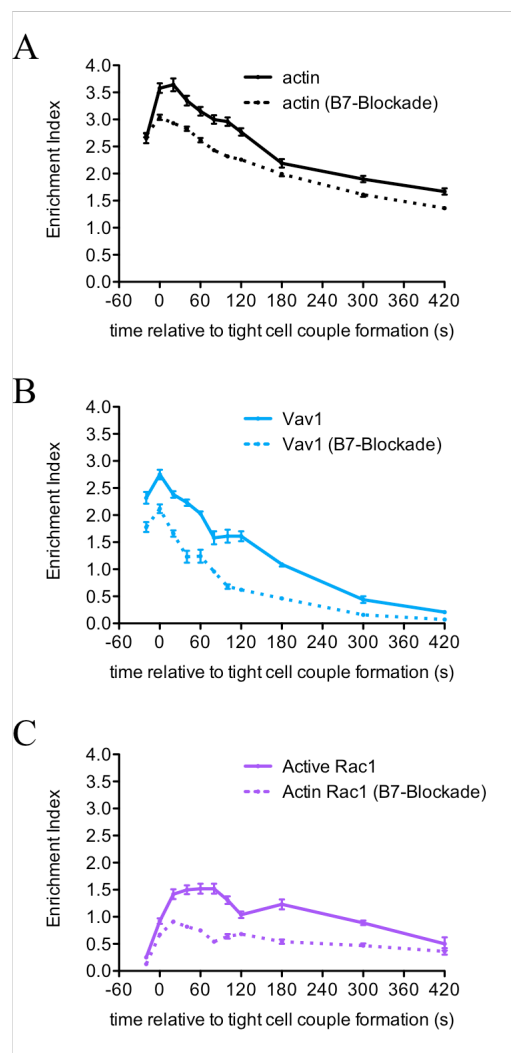 A
4.0
3.5
3.0
2.5
2.0
1.5
1.0
0.5
0.0
Enrichment Index
actin
actin (B7-Blockade)
-60 0 60 120 180 240 300 360 420
time relative to tight cell couple formation (s)
B
4.0
3.5
3.0
2.5
2.0
1.5
1.0
0.5
0.0
Enrichment Index
Vav1
Vav1 (B7-Blockade)
-60 0 60 120 180 240 300 360 420
time relative to tight cell couple formation (s)
C
4.0
3.5
3.0
2.5
2.0
1.5
1.0
0.5
0.0
Enrichment Index
Active Rac1
Actin Rac1 (B7-Blockade)
-60 0 60 120 180 240 300 360 420
time relative to tight cell couple formation (s)